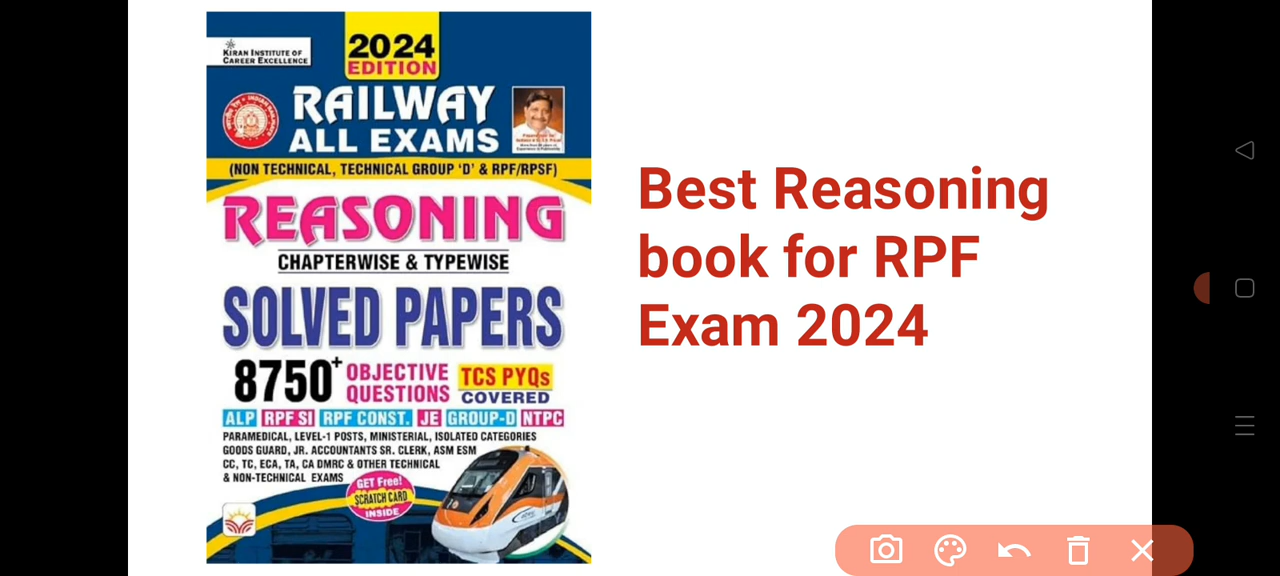 KIRAN INSTITUTE OF
CAREER EXCELLENCE
2024
EDITION
RAILWAY
ALL EXAMS
(NON TECHNICAL, TECHNICAL GROUP 'D' & RPF/RPSF)
REASONING
CHAPTERWISE & TYPEWISE
SOLVED PAPERS
8750+ OBJECTIVE QUESTIONS
TCS PYQs
COVERED
ALP RPF SI RPF CONST. JE GROUP-D NTPC
PARAMEDICAL, LEVEL-1 POSTS, MINISTERIAL, ISOLATED CATEGORIES
GOODS GUARD, JR. ACCOUNTANTS SR. CLERK, ASM ESM
CC, TC, ECA, TA, CA DMRC & OTHER TECHNICAL
& NON-TECHNICAL EXAMS
GET Free!
SCRATCH CARD
INSIDE
Best Reasoning
book for RPF
Exam 2024